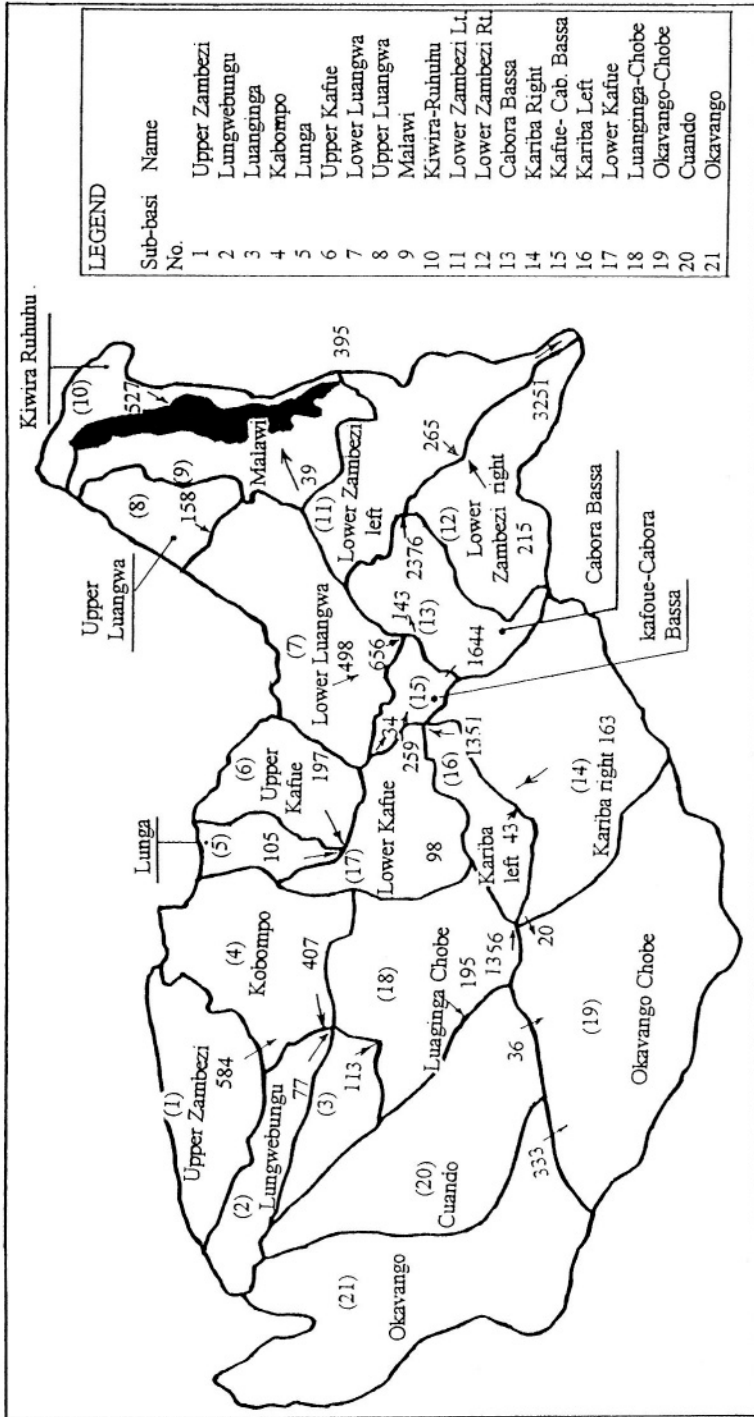 LEGEND
Sub-basi Name
No.
1 Upper Zambezi
2 Lungwebungu
3 Luanginga
4 Kabompo
5 Lunga
6 Upper Kafue
7 Lower Luangwa
8 Upper Luangwa
9 Malawi
10 Kiwira-Ruhuhu
11 Lower Zambezi Lt.
12 Lower Zambezi Rt.
13 Cabora Bassa
14 Kariba Right
15 Kafue- Cab. Bassa
16 Kariba Left
17 Lower Kafue
18 Luanginga-Chobe
19 Okavango-Chobe
20 Cuando
21 Okavango
Kiwira Ruhuhu
(10)
527
395
(8)
158
(9)
Malawi
39
Upper
Luangwa
(7)
Lower Luangwa
498
656
(11)
Lower Zambezi
left
265
3251
(12)
Lower
Zambezi right
215
2376
143
(13)
1644
Cabora Bassa
kafoue-Cabora
Bassa
(15)
34
259
1351
Lunga
(5)
105
(6)
Upper
Kafue
197
(17)
Lower Kafue
98
(16)
Kariba
left
43
(14)
Kariba right 163
(4)
Kobompo
407
(18)
Luaginga Chobe
195
1356
20
(1)
Upper Zambezi
584
(2)
Lungwebungu
77
(3)
113
36
(19)
Okavango Chobe
333
(20)
Cuando
(21)
Okavango